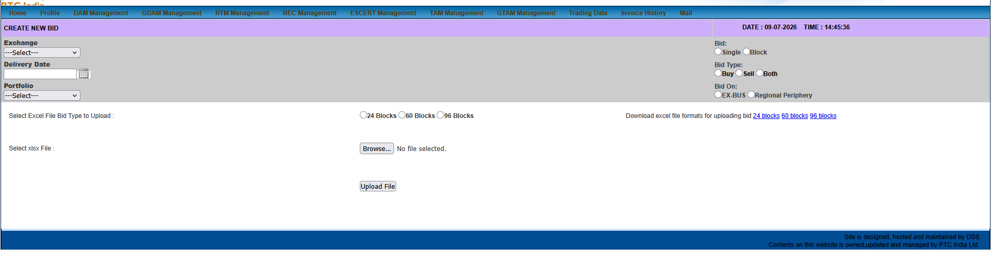 PTC India
Home Profile DAM Management GDAM Management RTM Management REC Management ESCERT Management TAM Management GTAM Management Trading Data Invoice History Mail
CREATE NEW BID
DATE : 09-07-2026 TIME : 14:45:36
Exchange
---Select---
Delivery Date
Portfolio
---Select---
Bid:
Single Block
Bid Type:
Buy Sell Both
Bid On:
EX-BUS Regional Periphery
Select Excel File Bid Type to Upload :
24 Blocks 60 Blocks 96 Blocks
Download excel file formats for uploading bid 24 blocks 60 blocks 96 blocks
Select xlsx File :
Browse... No file selected.
Upload File
Site is designed, hosted and maintained by DSS
Contents on this website is owned,updated and managed by PTC India Ltd.